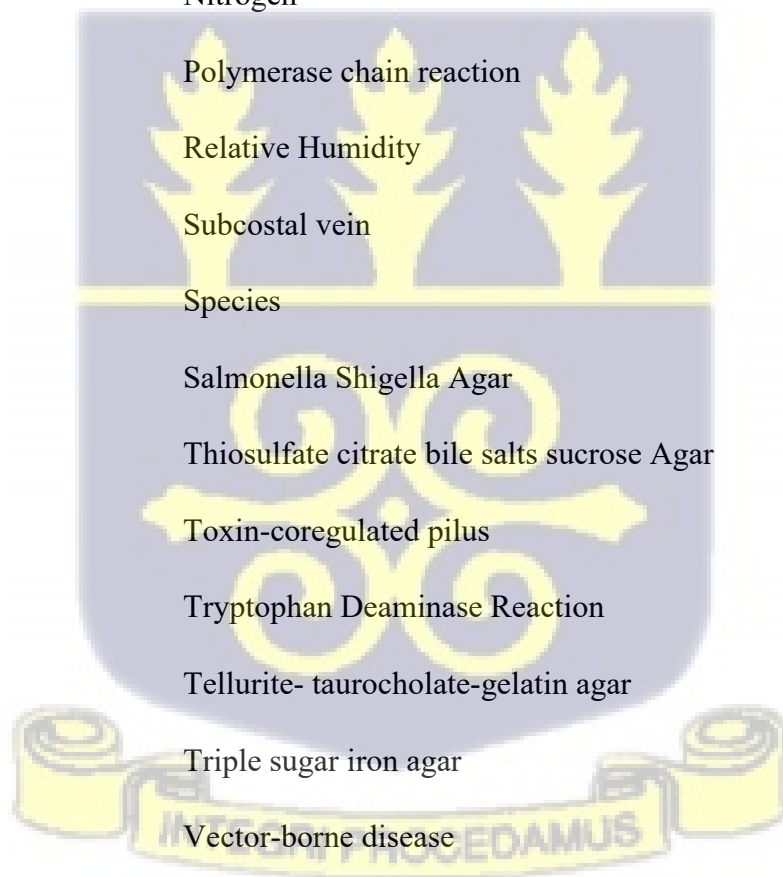 Nitrogen
Polymerase chain reaction
Relative Humidity
Subcostal vein
Species
Salmonella Shigella Agar
Thiosulfate citrate bile salts sucrose Agar
Toxin-coregulated pilus
Tryptophan Deaminase Reaction
Tellurite- taurocholate-gelatin agar
Triple sugar iron agar
Vector-borne disease
INTEGRI PROCEDAMUS